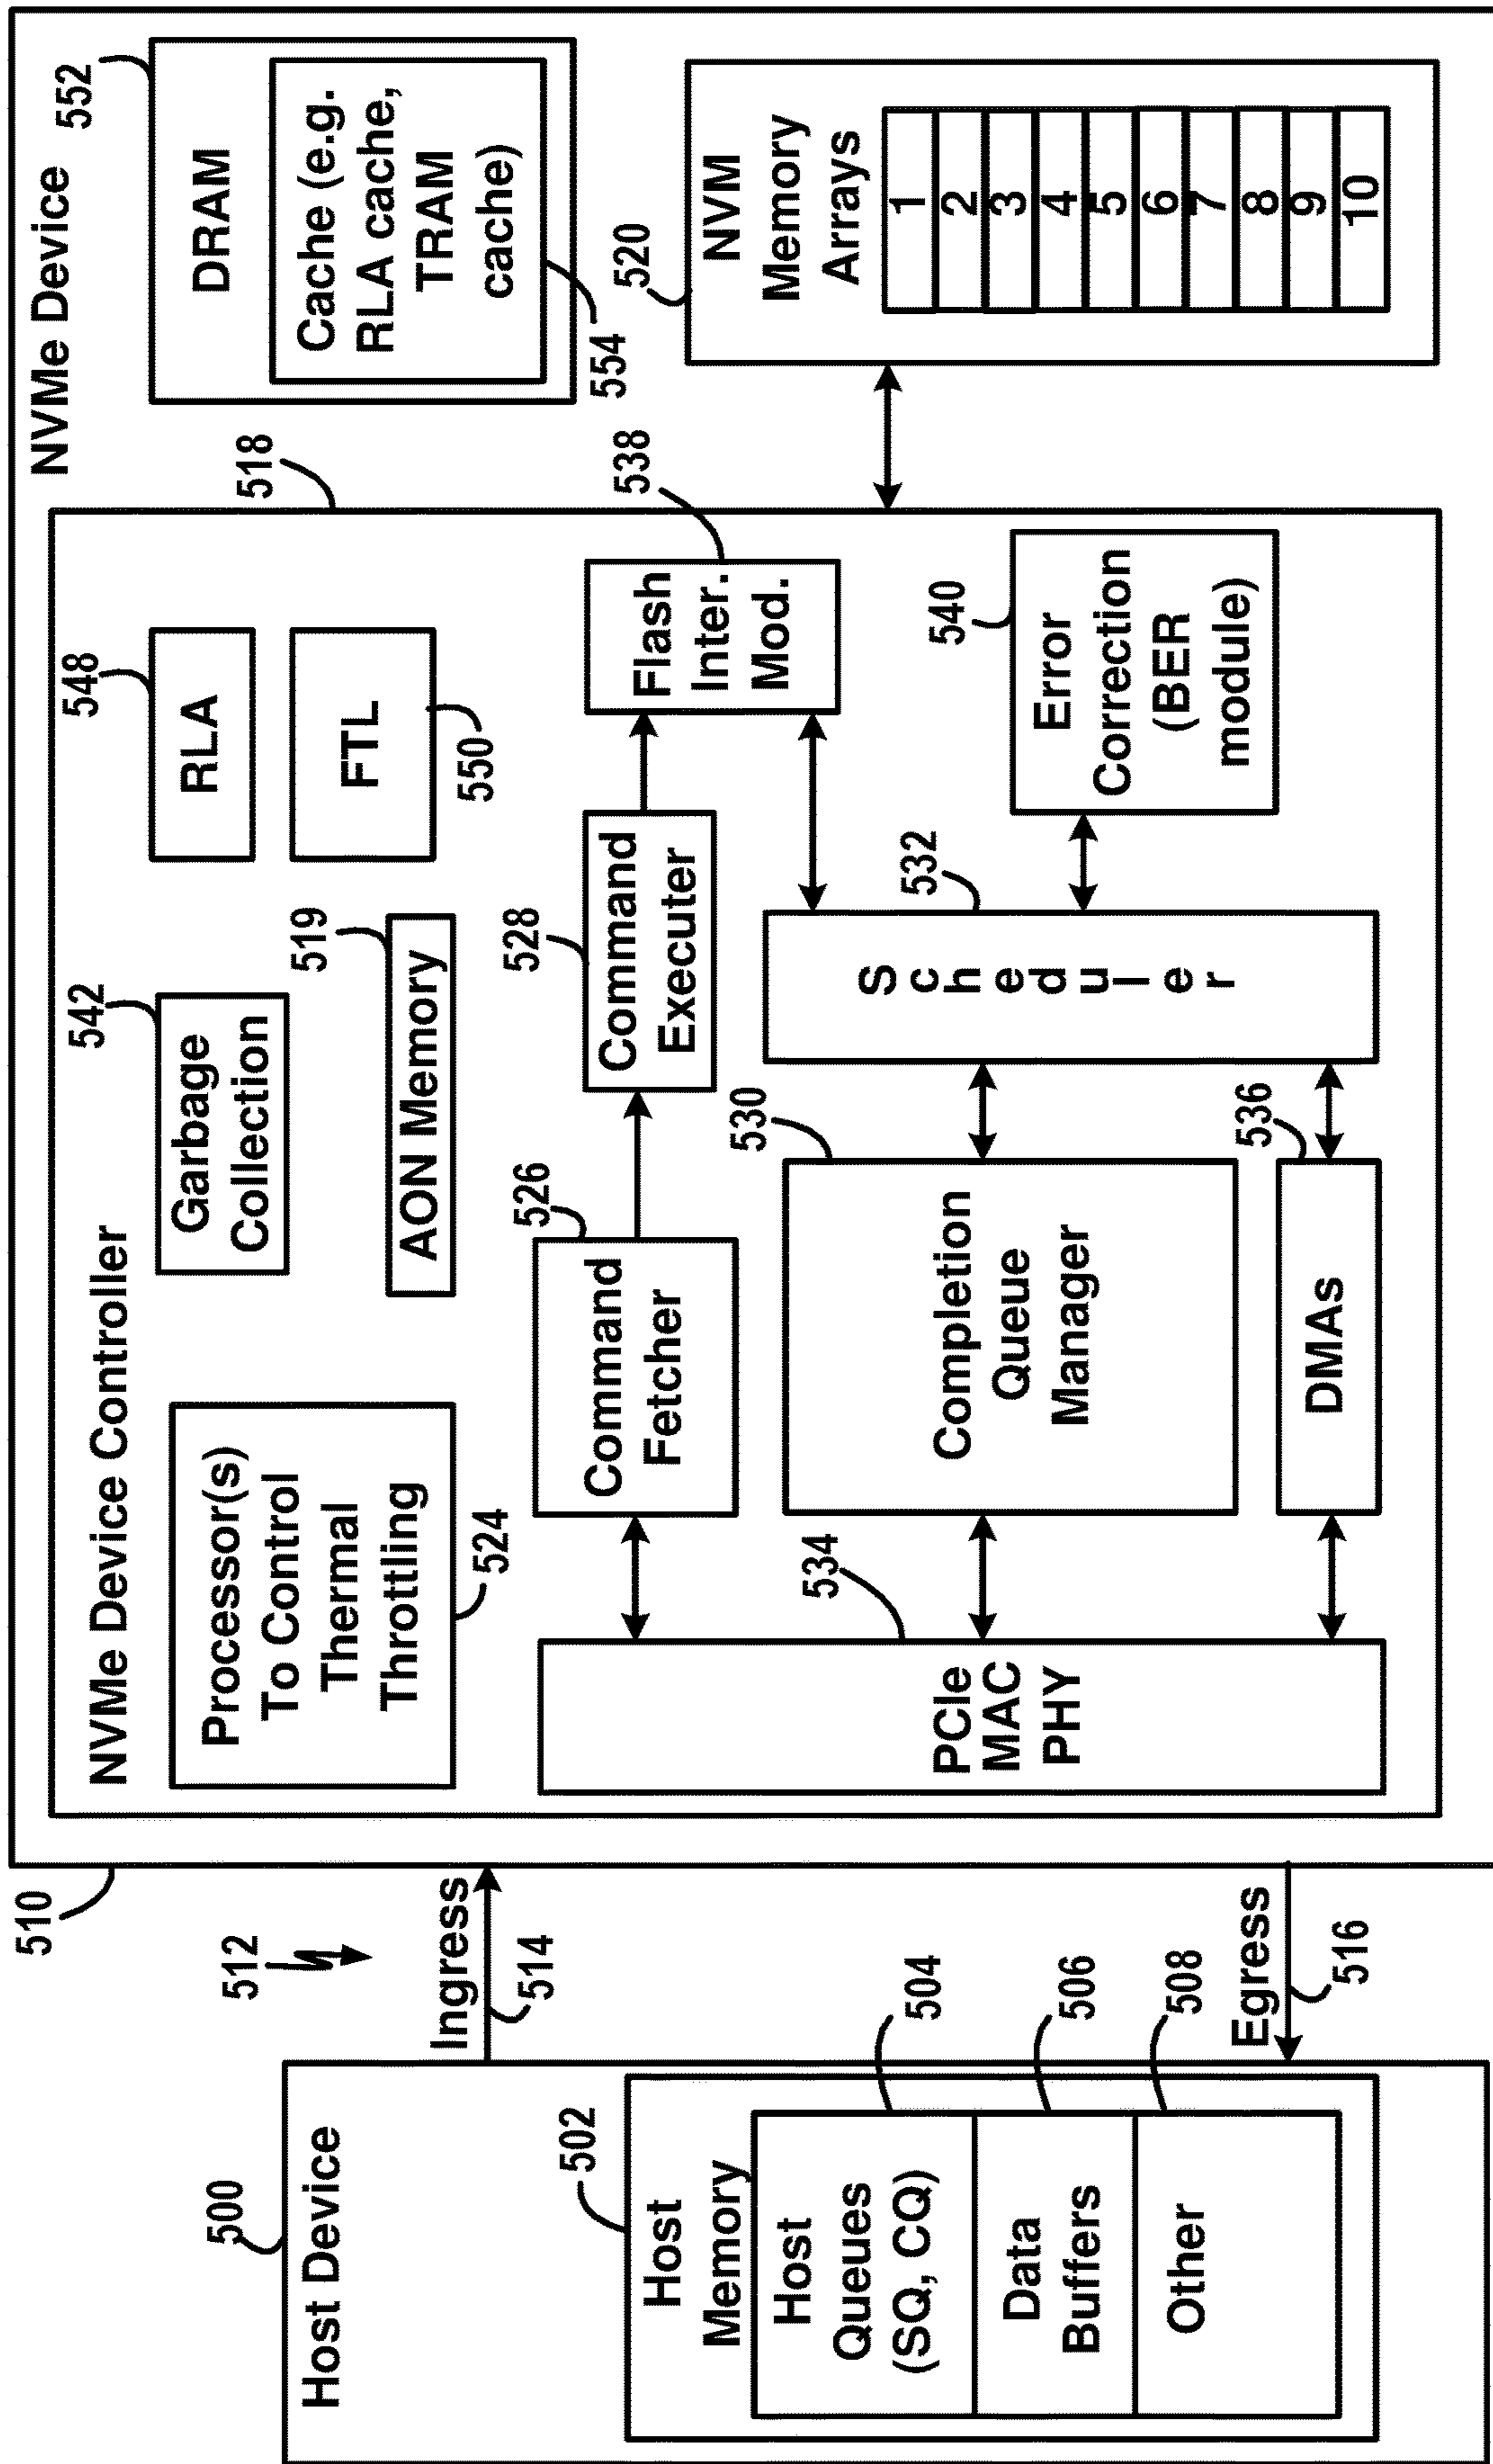 500
Host Device
502
Host
Memory
Host
Queues
(SQ, CQ)
504
Data
Buffers
506
Other
508
512
Ingress
514
Egress
516
510
NVMe Device
NVMe Device Controller
518
Processor(s)
To Control
Thermal
Throttling
524
542
Garbage
Collection
519
AON Memory
548
RLA
FTL
550
526
Command
Fetcher
528
Command
Executer
538
Flash
Inter.
Mod.
534
PCIe
MAC
PHY
530
Completion
Queue
Manager
536
DMAs
532
Scheduler
540
Error
Correction
(BER
module)
552
DRAM
Cache (e.g.
RLA cache,
TRAM
cache)
554
520
NVM
Memory
Arrays
1
2
3
4
5
6
7
8
9
10